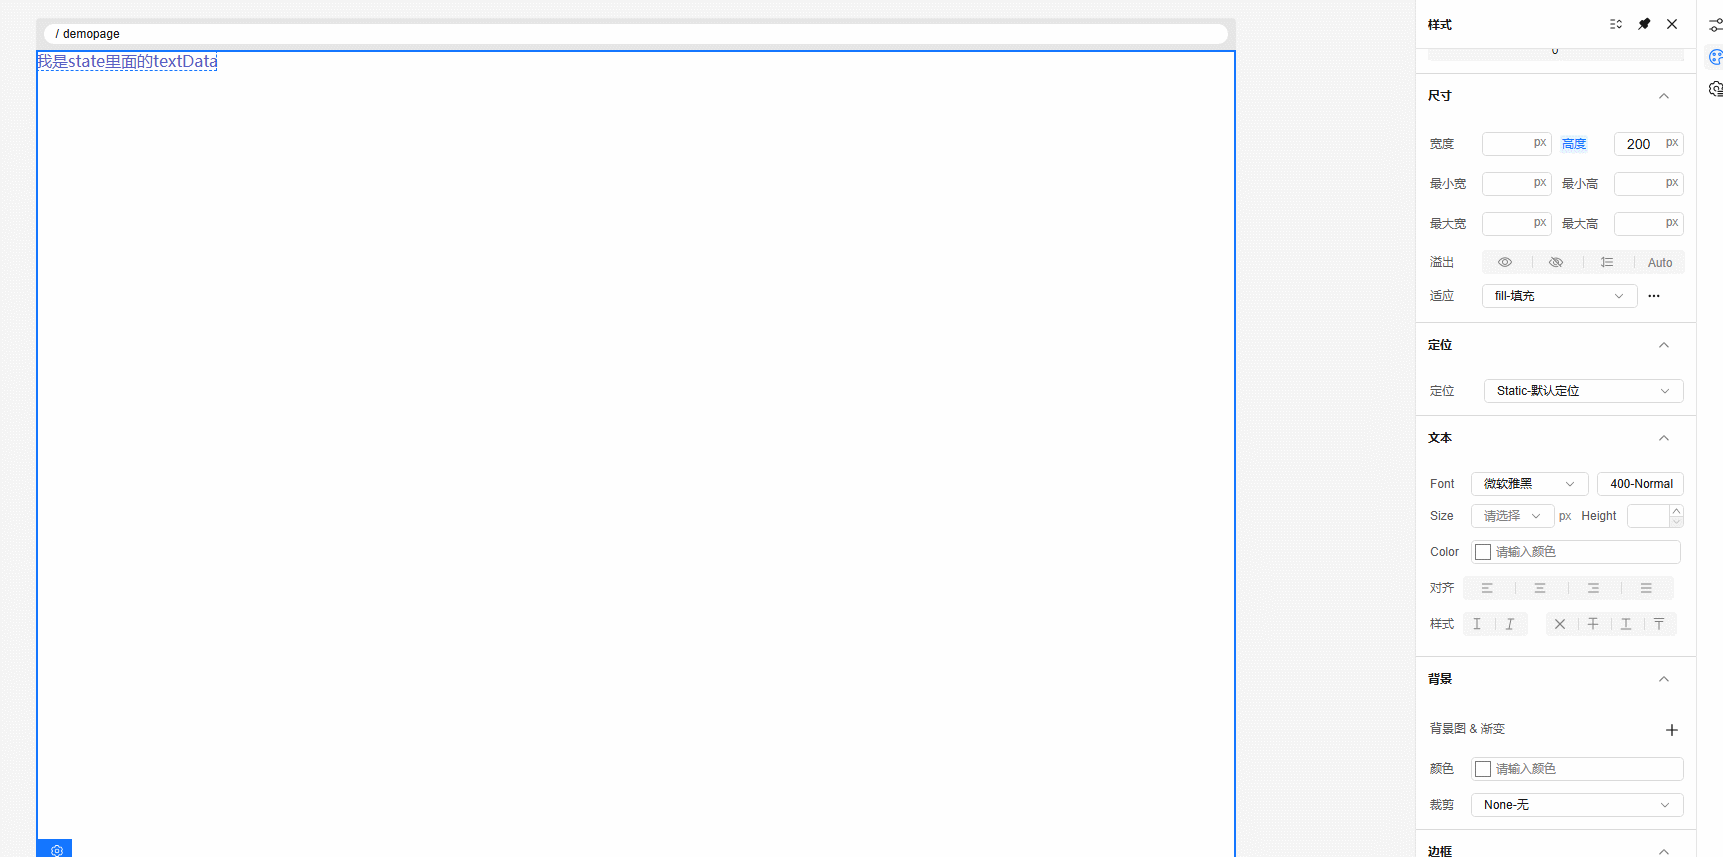 / demopage
我是state里面的textData
样式
0
尺寸
宽度 px 高度 200 px
最小宽 px 最小高 px
最大宽 px 最大高 px
溢出 Auto
适应 fill-填充
定位
定位 Static-默认定位
文本
Font 微软雅黑 400-Normal
Size 请选择 px Height
Color 请输入颜色
对齐
样式
背景
背景图 & 渐变
颜色 请输入颜色
裁剪 None-无
边框